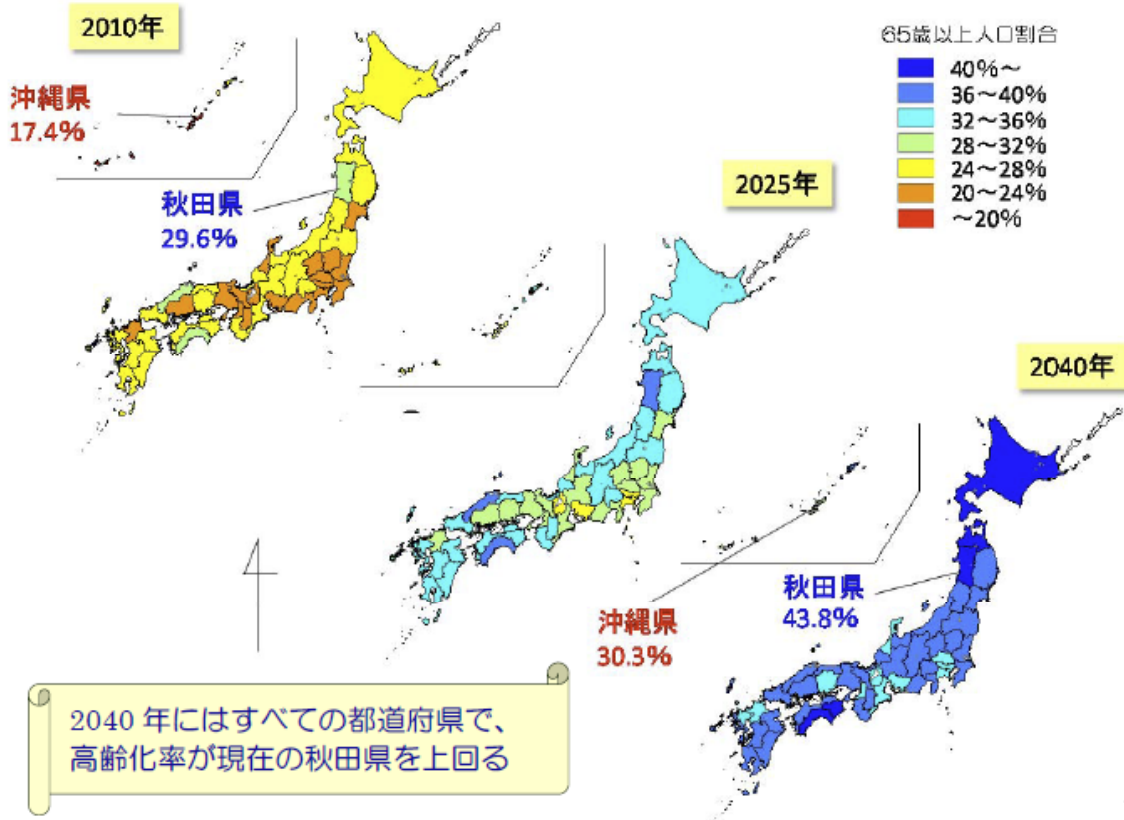 2010年
沖縄県
17.4%
秋田県
29.6%
65歳以上人口割合
40%～
36～40%
32～36%
28～32%
24～28%
20～24%
～20%
2025年
2040年
秋田県
43.8%
沖縄県
30.3%
2040 年にはすべての都道府県で、
高齢化率が現在の秋田県を上回る